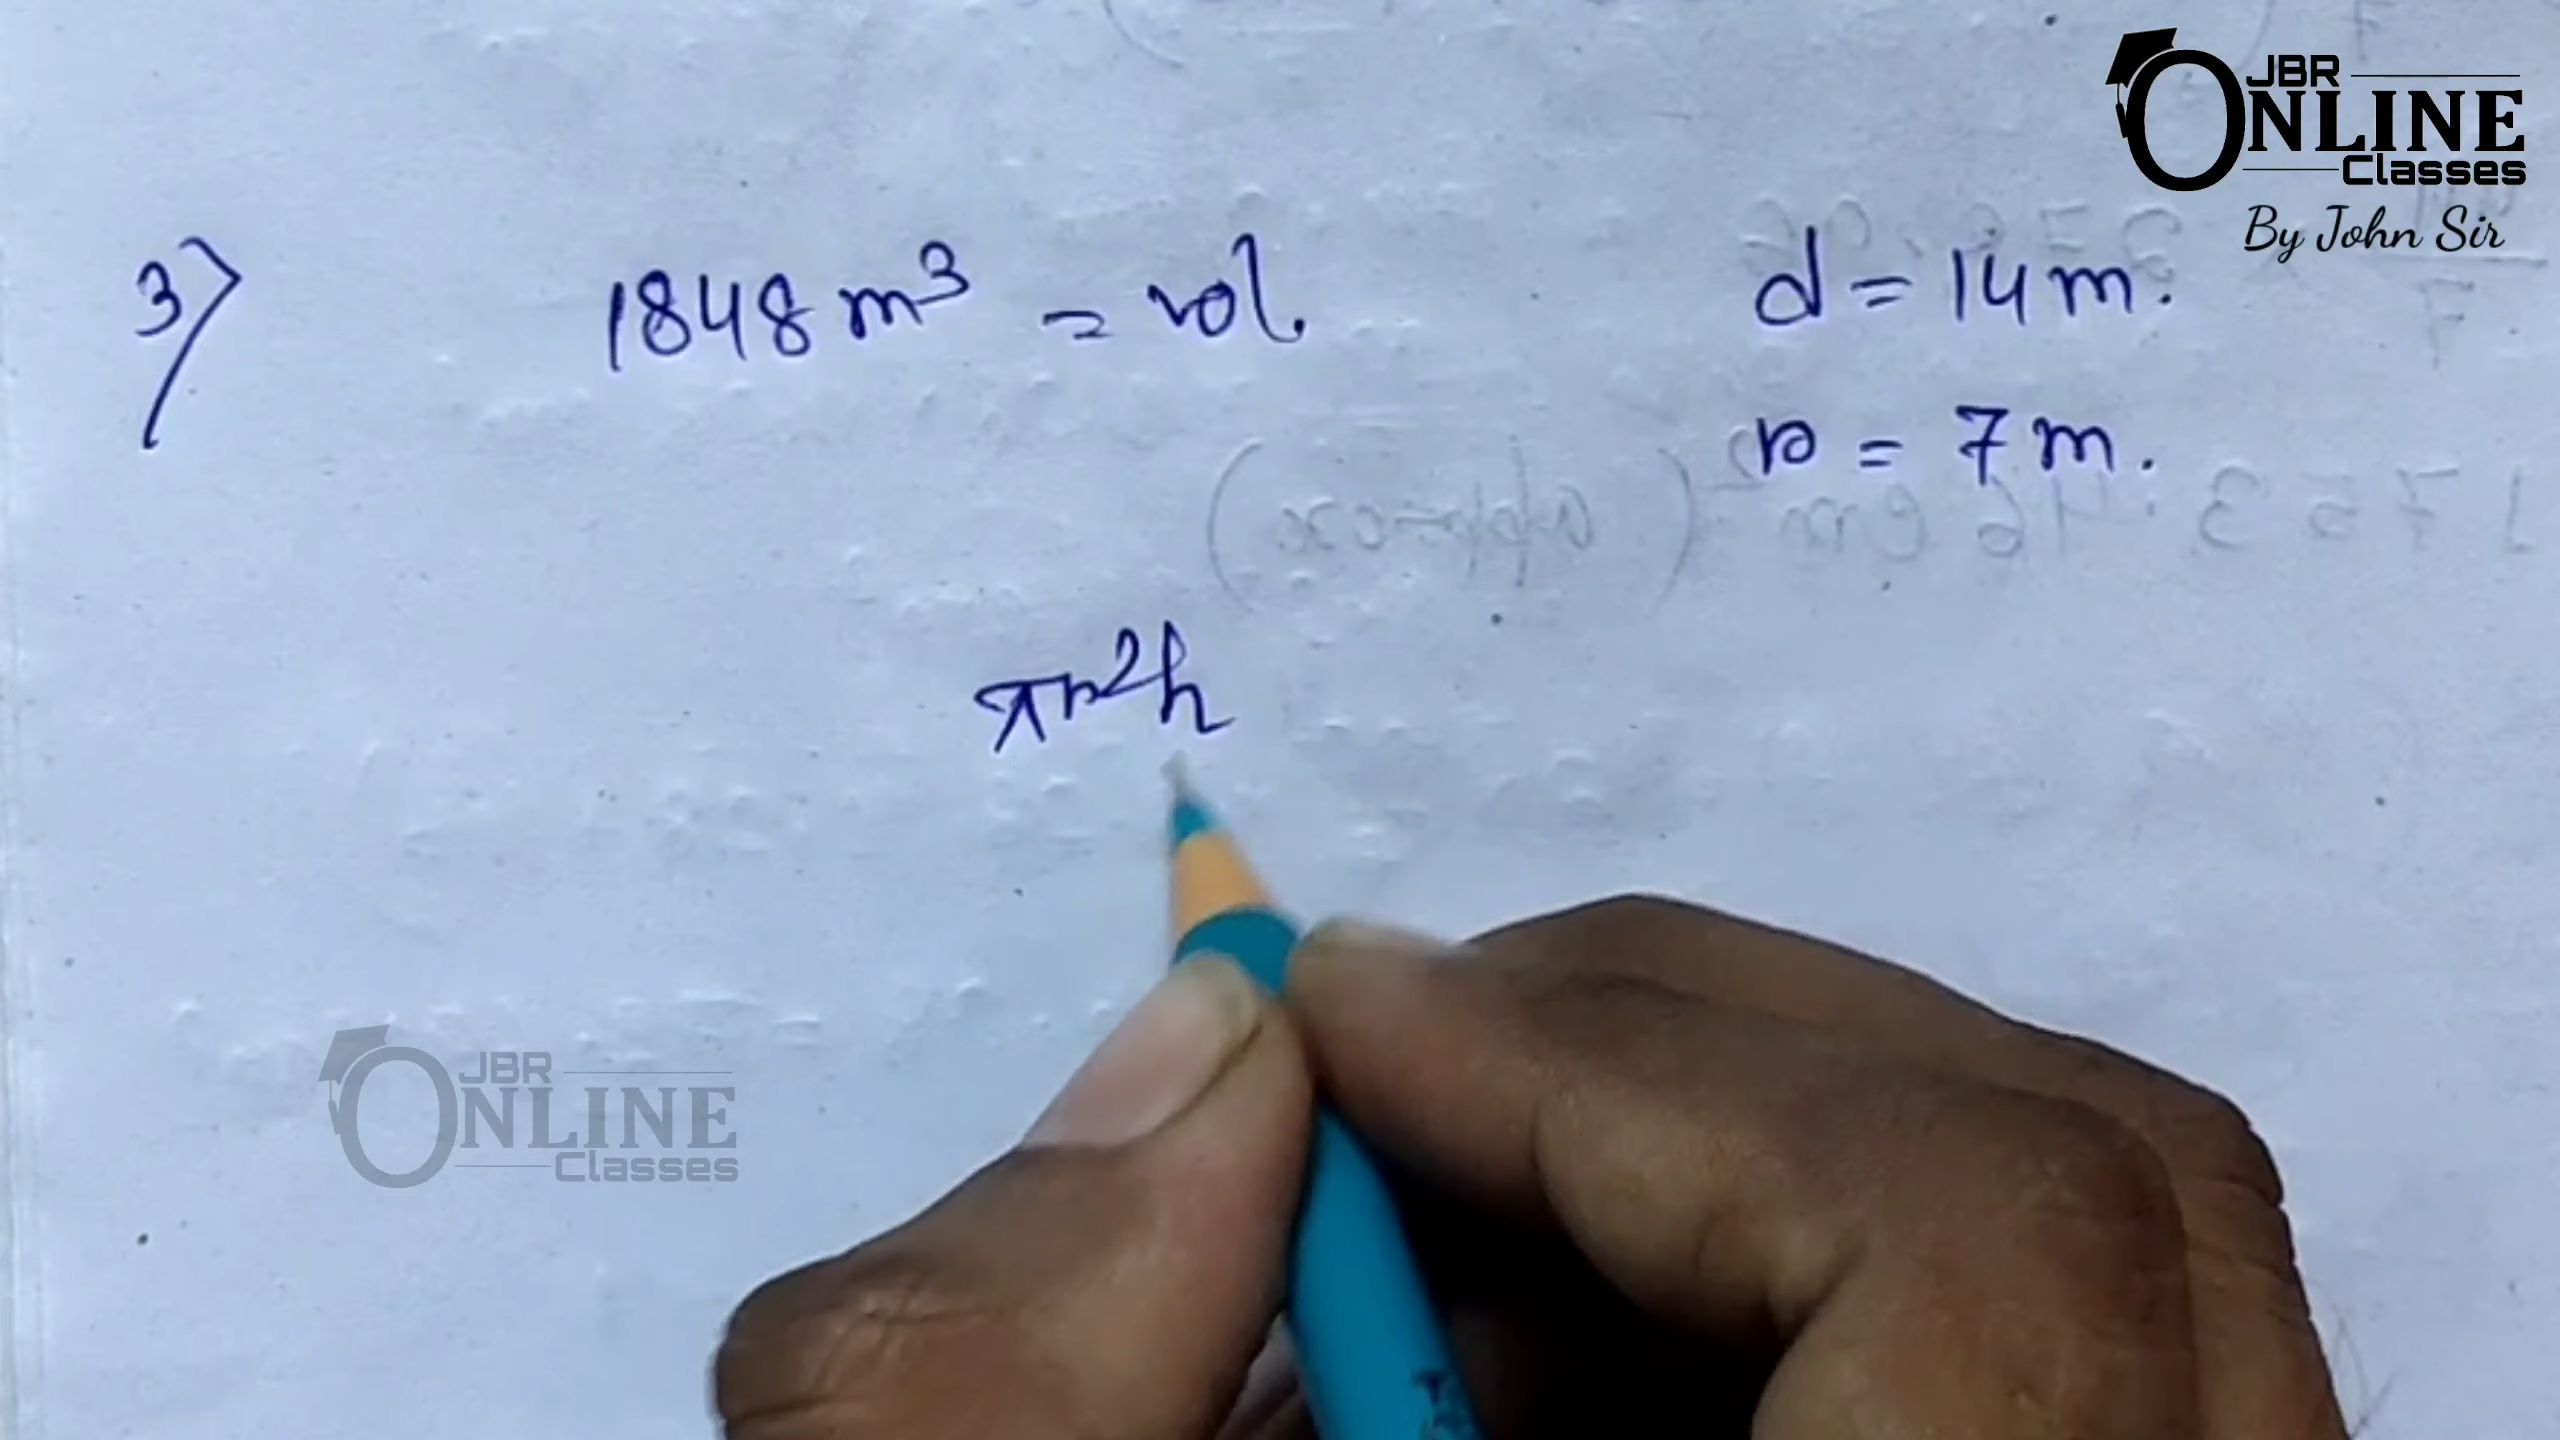 JBR
ONLINE
Classes
By John Sir
3)
1848 m³ = vol.
d = 14 m.
r = 7 m.
πr²h
JBR
ONLINE
Classes